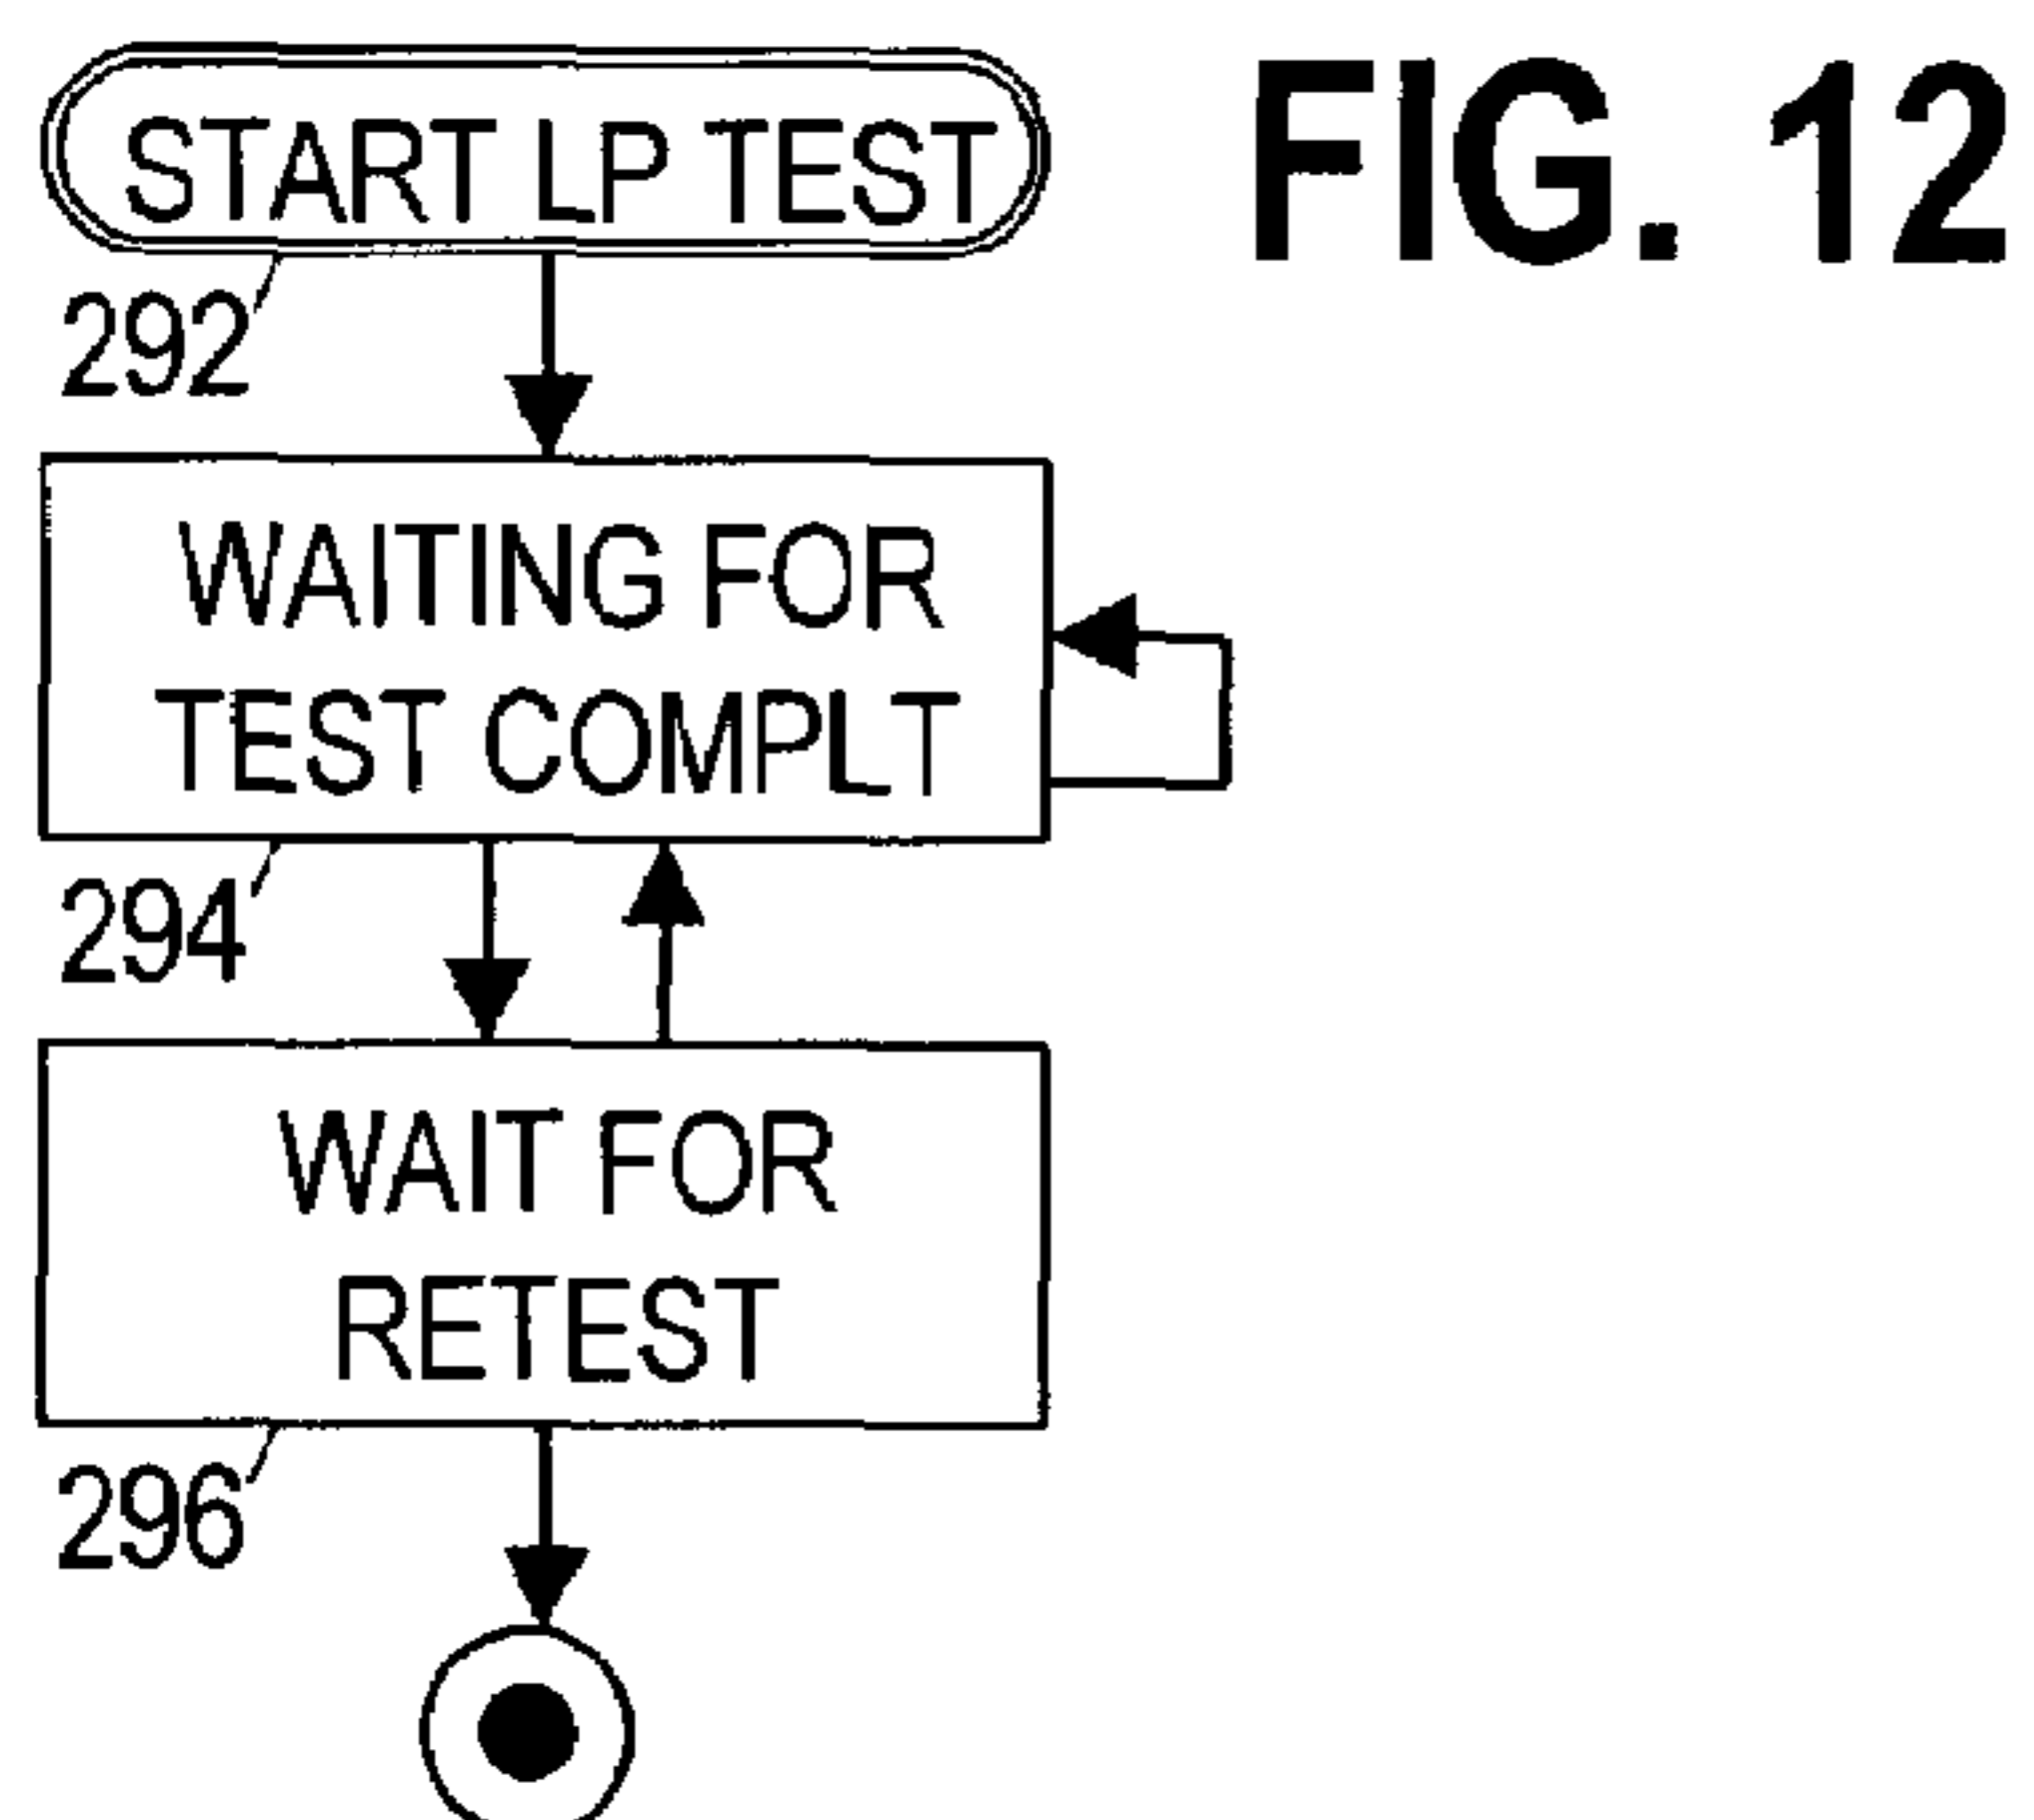 START LP TEST
FIG. 12
292
WAITING FOR
TEST COMPLT
294
WAIT FOR
RETEST
296